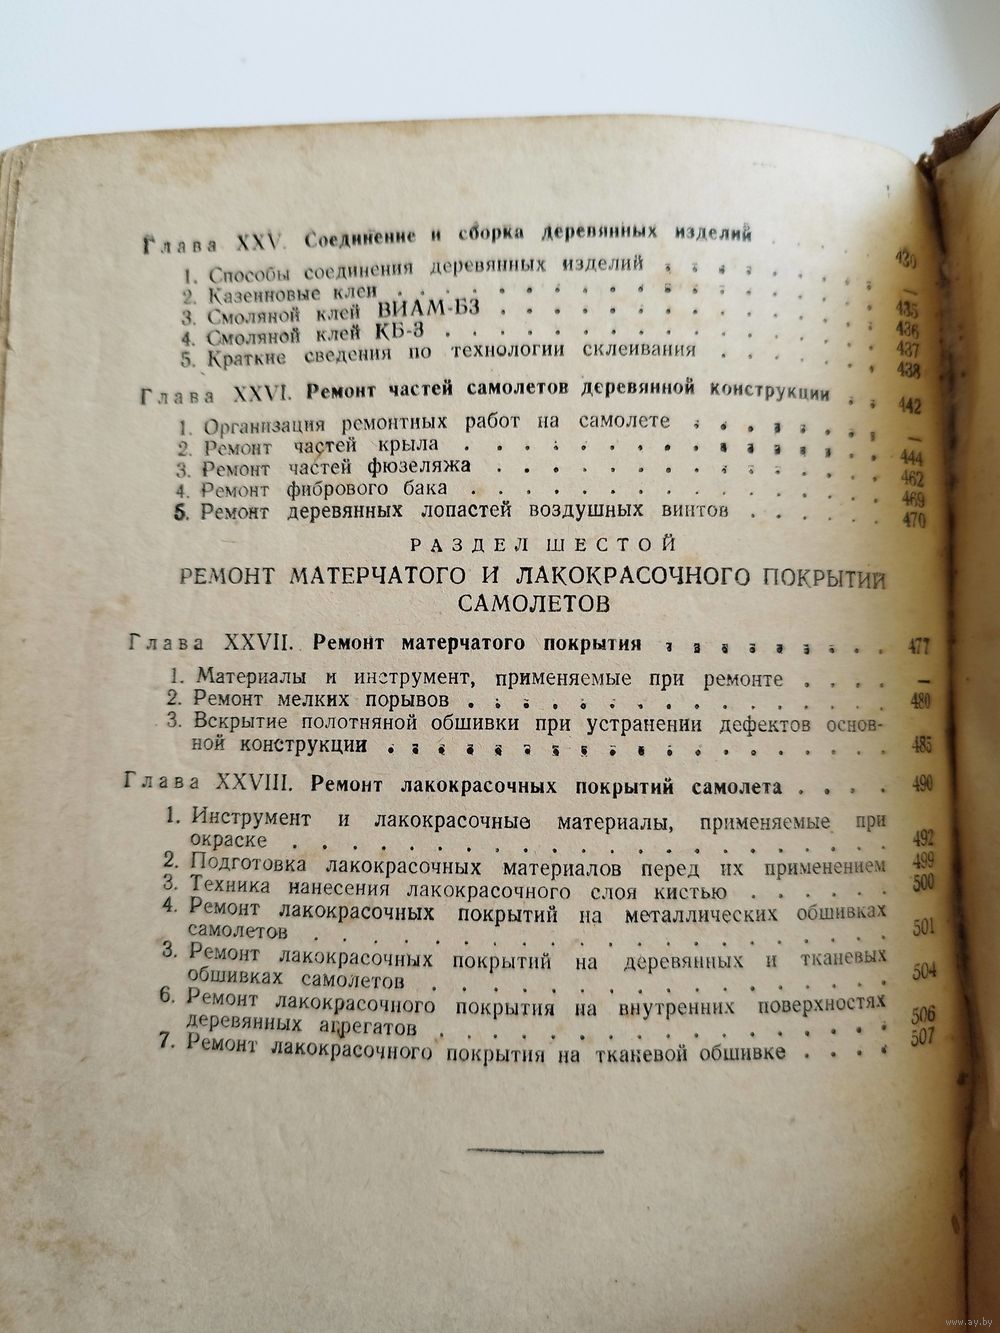 Глава XXV. Соединение и сборка деревянных изделий . . . . 430
1. Способы соединения деревянных изделий . . . . . . . —
2. Казеиновые клеи . . . . . . . . . . . . 435
3. Смоляной клей ВИАМ-БЗ . . . . . . . . . . . 436
4. Смоляной клей КБ-3 . . . . . . . . . . . . 437
5. Краткие сведения по технологии склеивания . . . . . . 438
Глава XXVI. Ремонт частей самолетов деревянной конструкции . . 442
1. Организация ремонтных работ на самолете . . . . . . . —
2. Ремонт частей крыла . . . . . . . . . . . . 444
3. Ремонт частей фюзеляжа . . . . . . . . . . . 462
4. Ремонт фибрового бака . . . . . . . . . . . . 469
5. Ремонт деревянных лопастей воздушных винтов . . . . . 470
РАЗДЕЛ ШЕСТОЙ
РЕМОНТ МАТЕРЧАТОГО И ЛАКОКРАСОЧНОГО ПОКРЫТИЙ
САМОЛЕТОВ
Глава XXVII. Ремонт матерчатого покрытия . . . . . . . . 477
1. Материалы и инструмент, применяемые при ремонте . . . . —
2. Ремонт мелких порывов . . . . . . . . . . . . 480
3. Вскрытие полотняной обшивки при устранении дефектов основ-
ной конструкции . . . . . . . . . . . . . . 485
Глава XXVIII. Ремонт лакокрасочных покрытий самолета . . . . 490
1. Инструмент и лакокрасочные материалы, применяемые при
окраске . . . . . . . . . . . . . . . . 492
2. Подготовка лакокрасочных материалов перед их применением 499
3. Техника нанесения лакокрасочного слоя кистью . . . . . . 500
4. Ремонт лакокрасочных покрытий на металлических обшивках
самолетов . . . . . . . . . . . . . . . . 501
3. Ремонт лакокрасочных покрытий на деревянных и тканевых
обшивках самолетов . . . . . . . . . . . . . 504
6. Ремонт лакокрасочного покрытия на внутренних поверхностях
деревянных агрегатов . . . . . . . . . . . . 506
7. Ремонт лакокрасочного покрытия на тканевой обшивке . . . . 507
www.ay.by